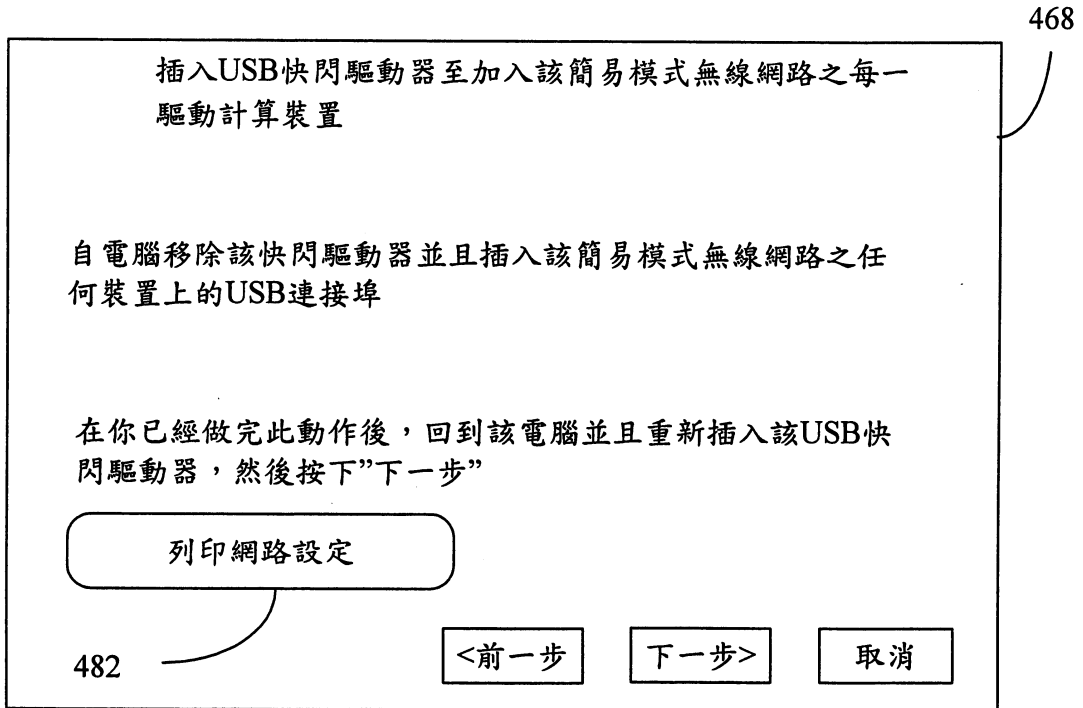 468
插入USB快閃驅動器至加入該簡易模式無線網路之每一
驅動計算裝置
自電腦移除該快閃驅動器並且插入該簡易模式無線網路之任
何裝置上的USB連接埠
在你已經做完此動作後，回到該電腦並且重新插入該USB快
閃驅動器，然後按下”下一步”
列印網路設定
482
<前一步
下一步>
取消